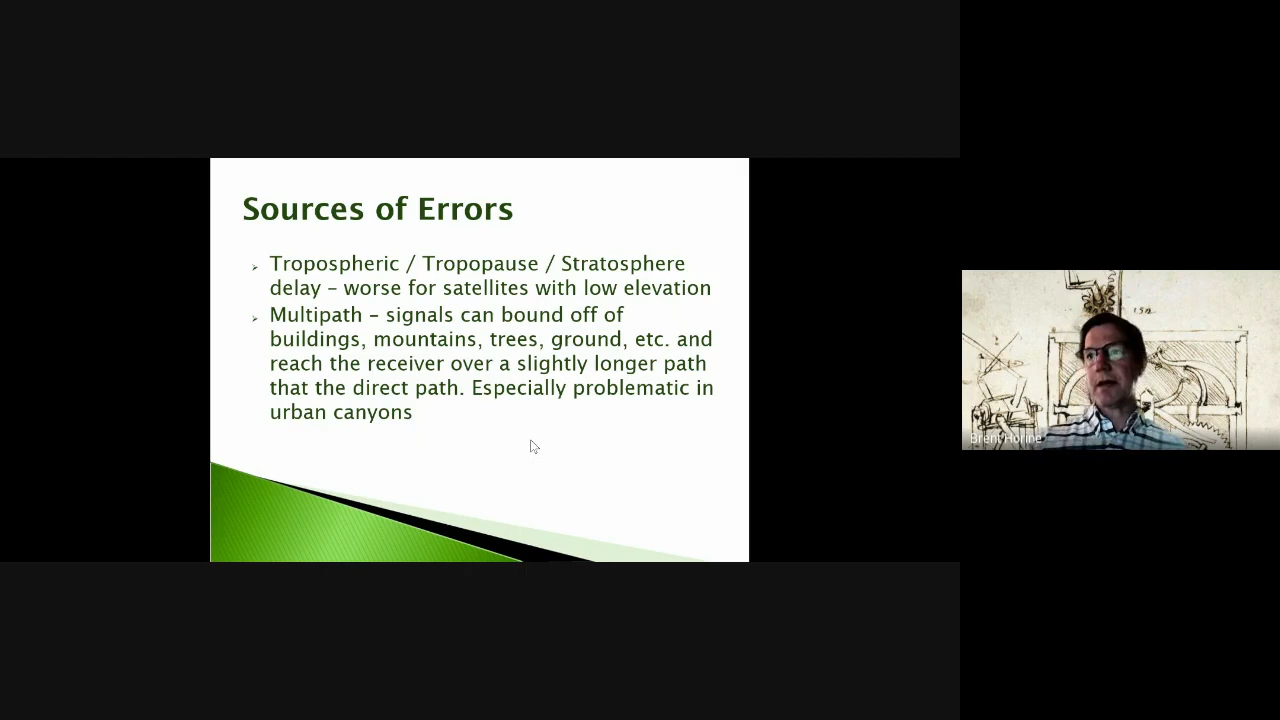 Sources of Errors
Tropospheric / Tropopause / Stratosphere
delay – worse for satellites with low elevation
Multipath – signals can bound off of
buildings, mountains, trees, ground, etc. and
reach the receiver over a slightly longer path
that the direct path. Especially problematic in
urban canyons
Brent Horine